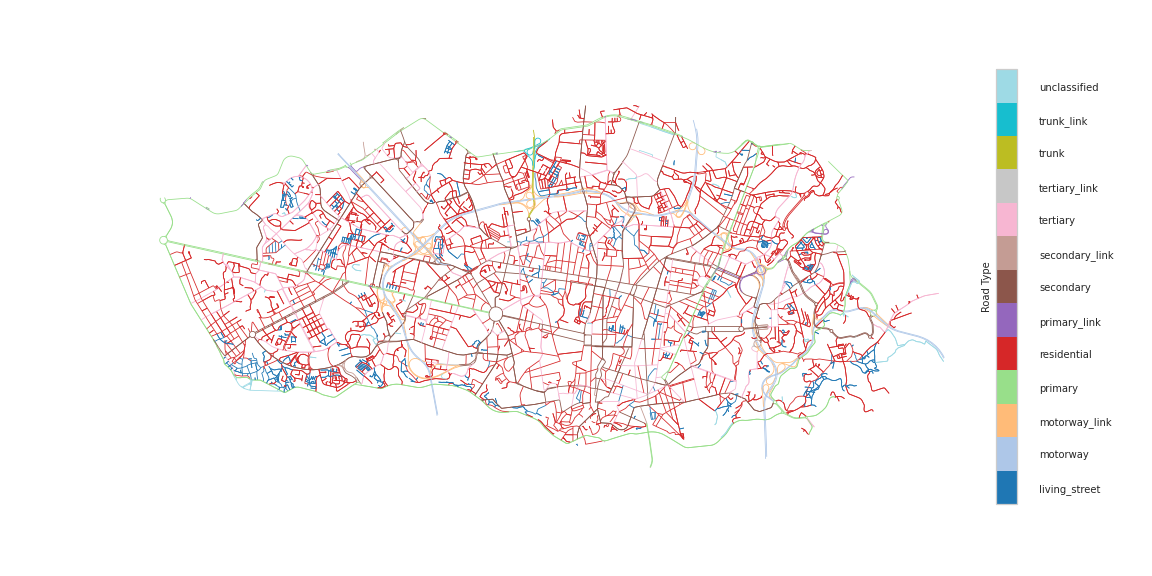 Road Type
unclassified
trunk_link
trunk
tertiary_link
tertiary
secondary_link
secondary
primary_link
residential
primary
motorway_link
motorway
living_street